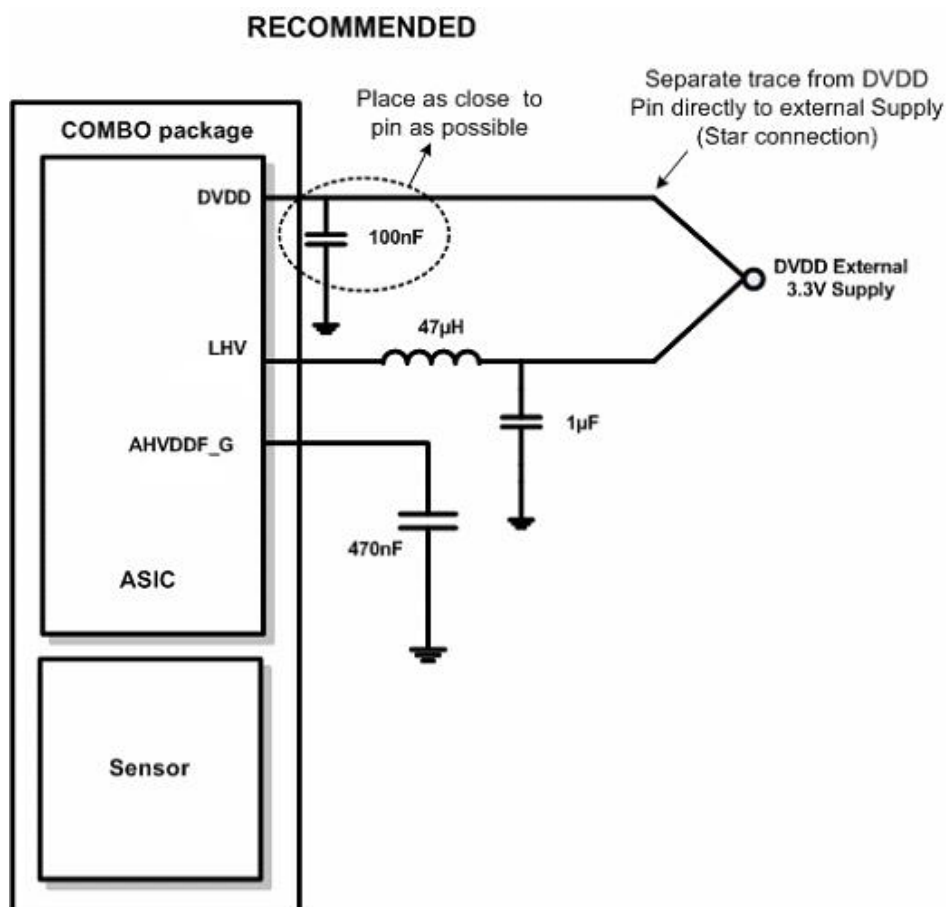 RECOMMENDED
COMBO package
Place as close to
pin as possible
Separate trace from DVDD
Pin directly to external Supply
(Star connection)
DVDD
100nF
DVDD External
3.3V Supply
LHV
47µH
1µF
AHVDDF_G
470nF
ASIC
Sensor